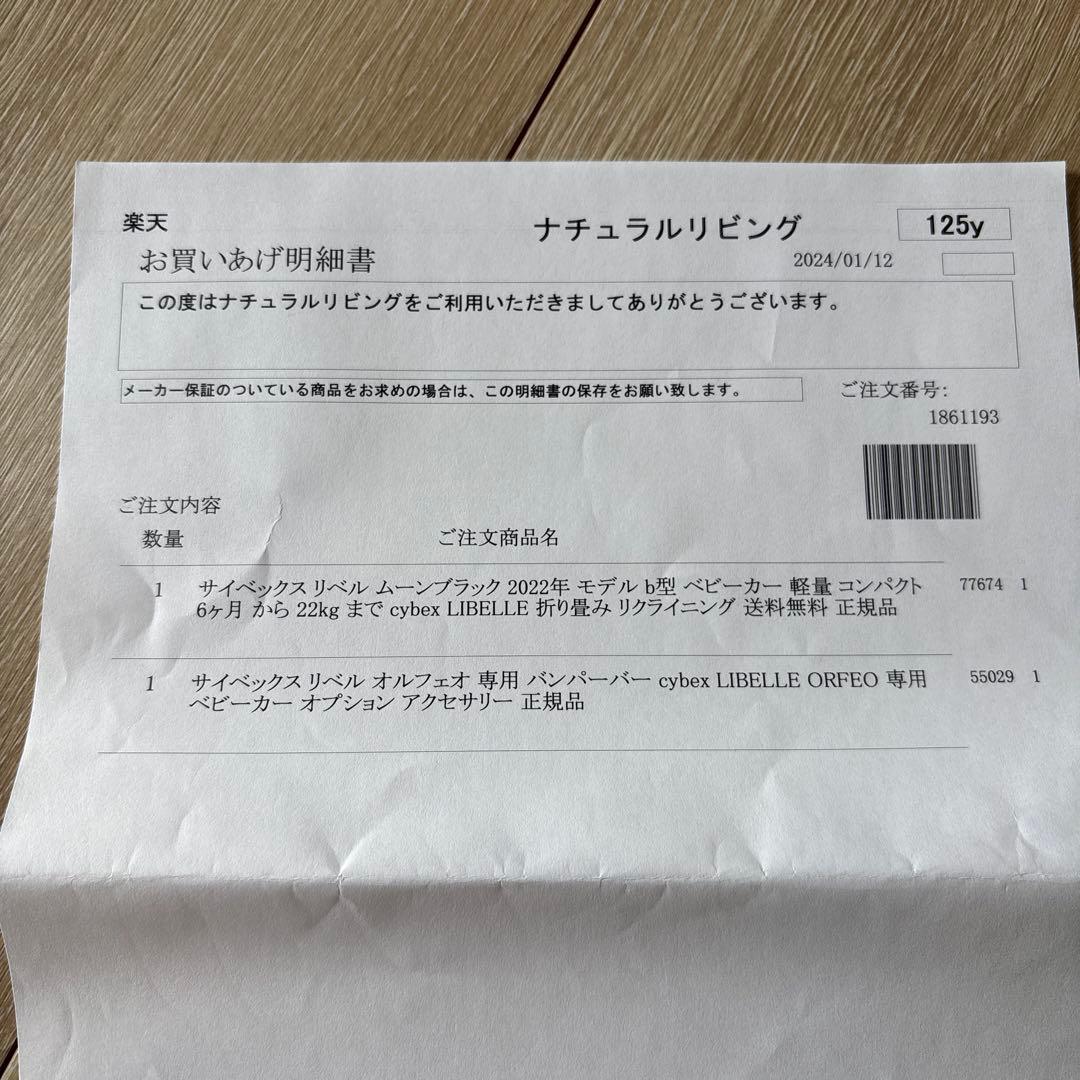 楽天
ナチュラルリビング
125y
お買いあげ明細書
2024/01/12
この度はナチュラルリビングをご利用いただきましてありがとうございます。
メーカー保証のついている商品をお求めの場合は、この明細書の保存をお願い致します。
ご注文番号:
1861193
ご注文内容
数量 ご注文商品名
1 サイベックス リベル ムーンブラック 2022年 モデル b型 ベビーカー 軽量 コンパクト 77674 1
6ヶ月 から 22kg まで cybex LIBELLE 折り畳み リクライニング 送料無料 正規品
1 サイベックス リベル オルフェオ 専用 バンパーバー cybex LIBELLE ORFEO 専用 55029 1
ベビーカー オプション アクセサリー 正規品